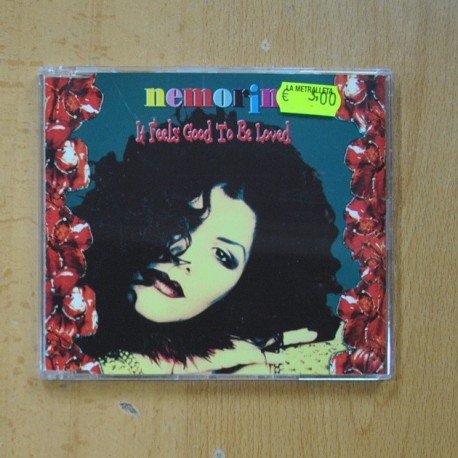 nemorin
LA METRALLETA
€ 3,00
It Feels Good To Be Loved